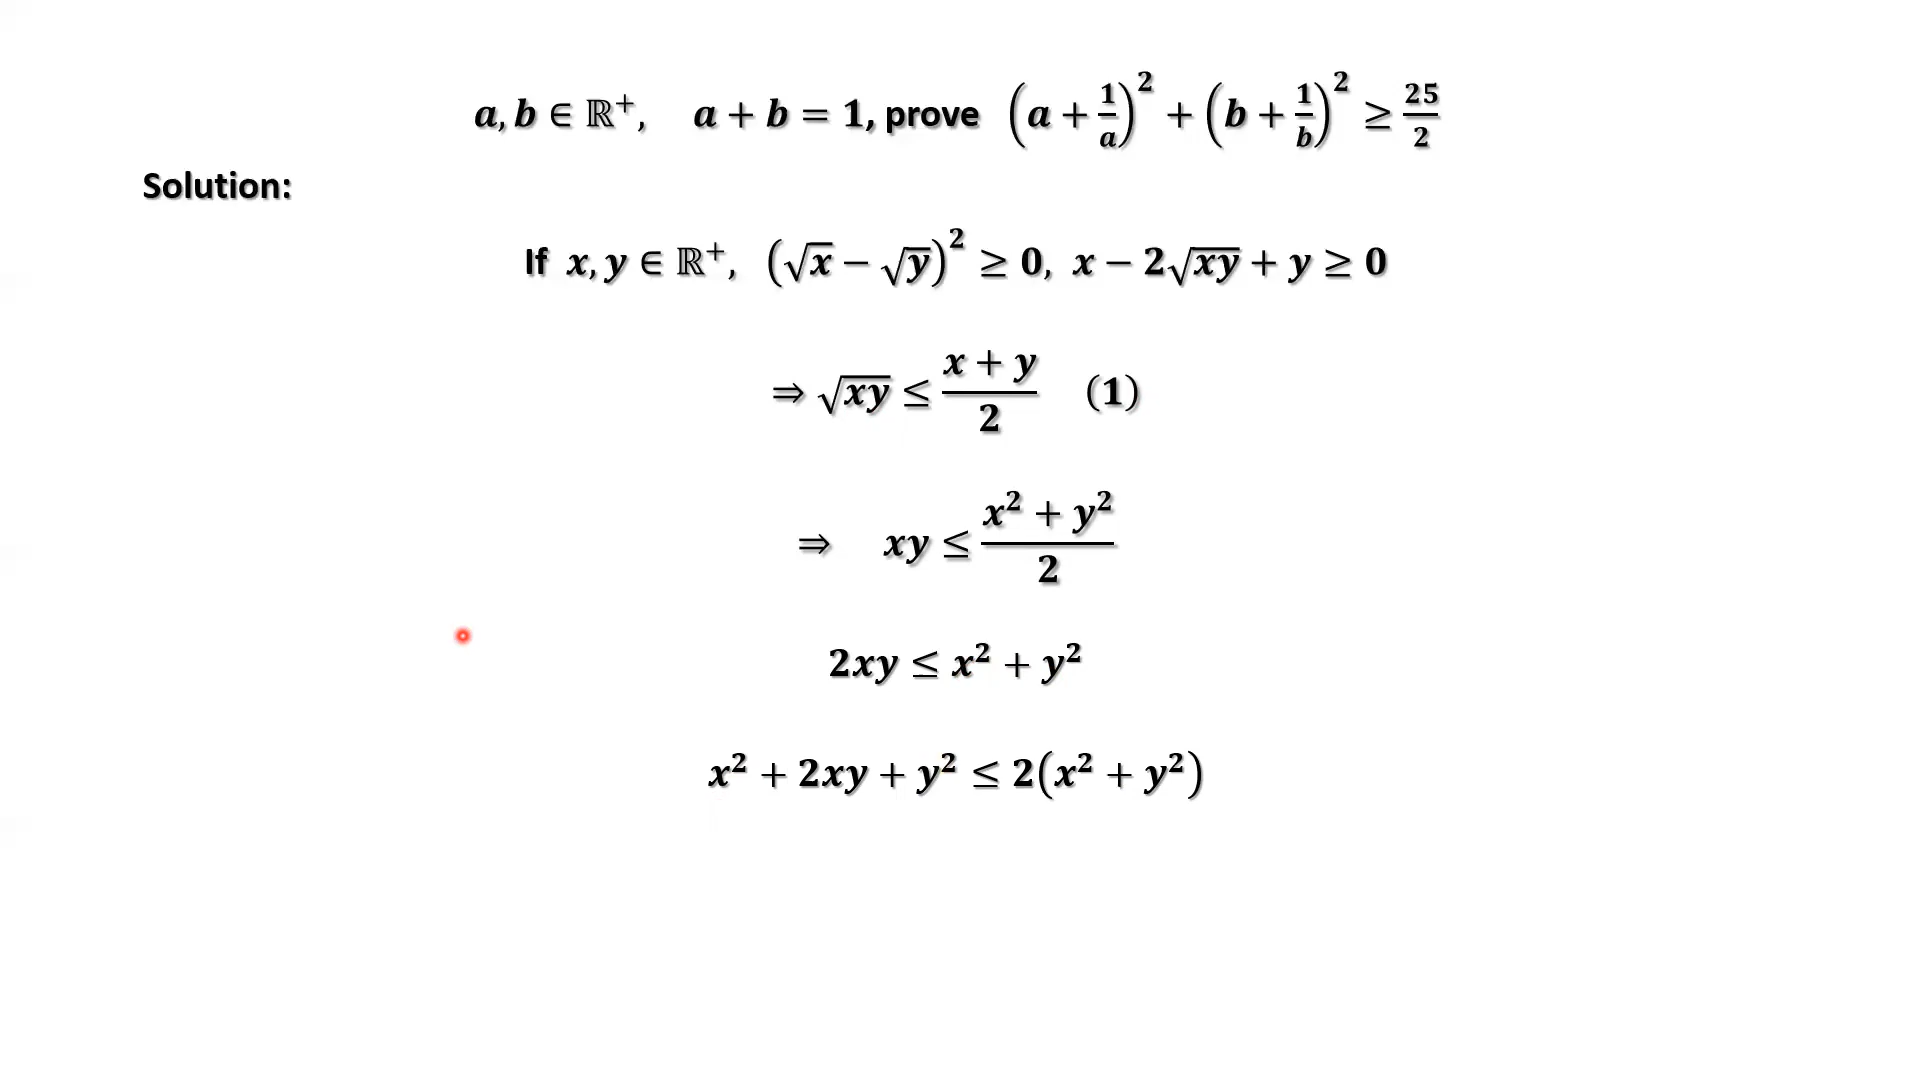 a, b ∈ ℝ⁺, a + b = 1, prove (a + 1/a)² + (b + 1/b)² ≥ 25/2
Solution:
If x, y ∈ ℝ⁺, (√x − √y)² ≥ 0, x − 2√xy + y ≥ 0
⇒ √xy ≤ (x + y)/2 (1)
⇒ xy ≤ (x² + y²)/2
2xy ≤ x² + y²
x² + 2xy + y² ≤ 2(x² + y²)